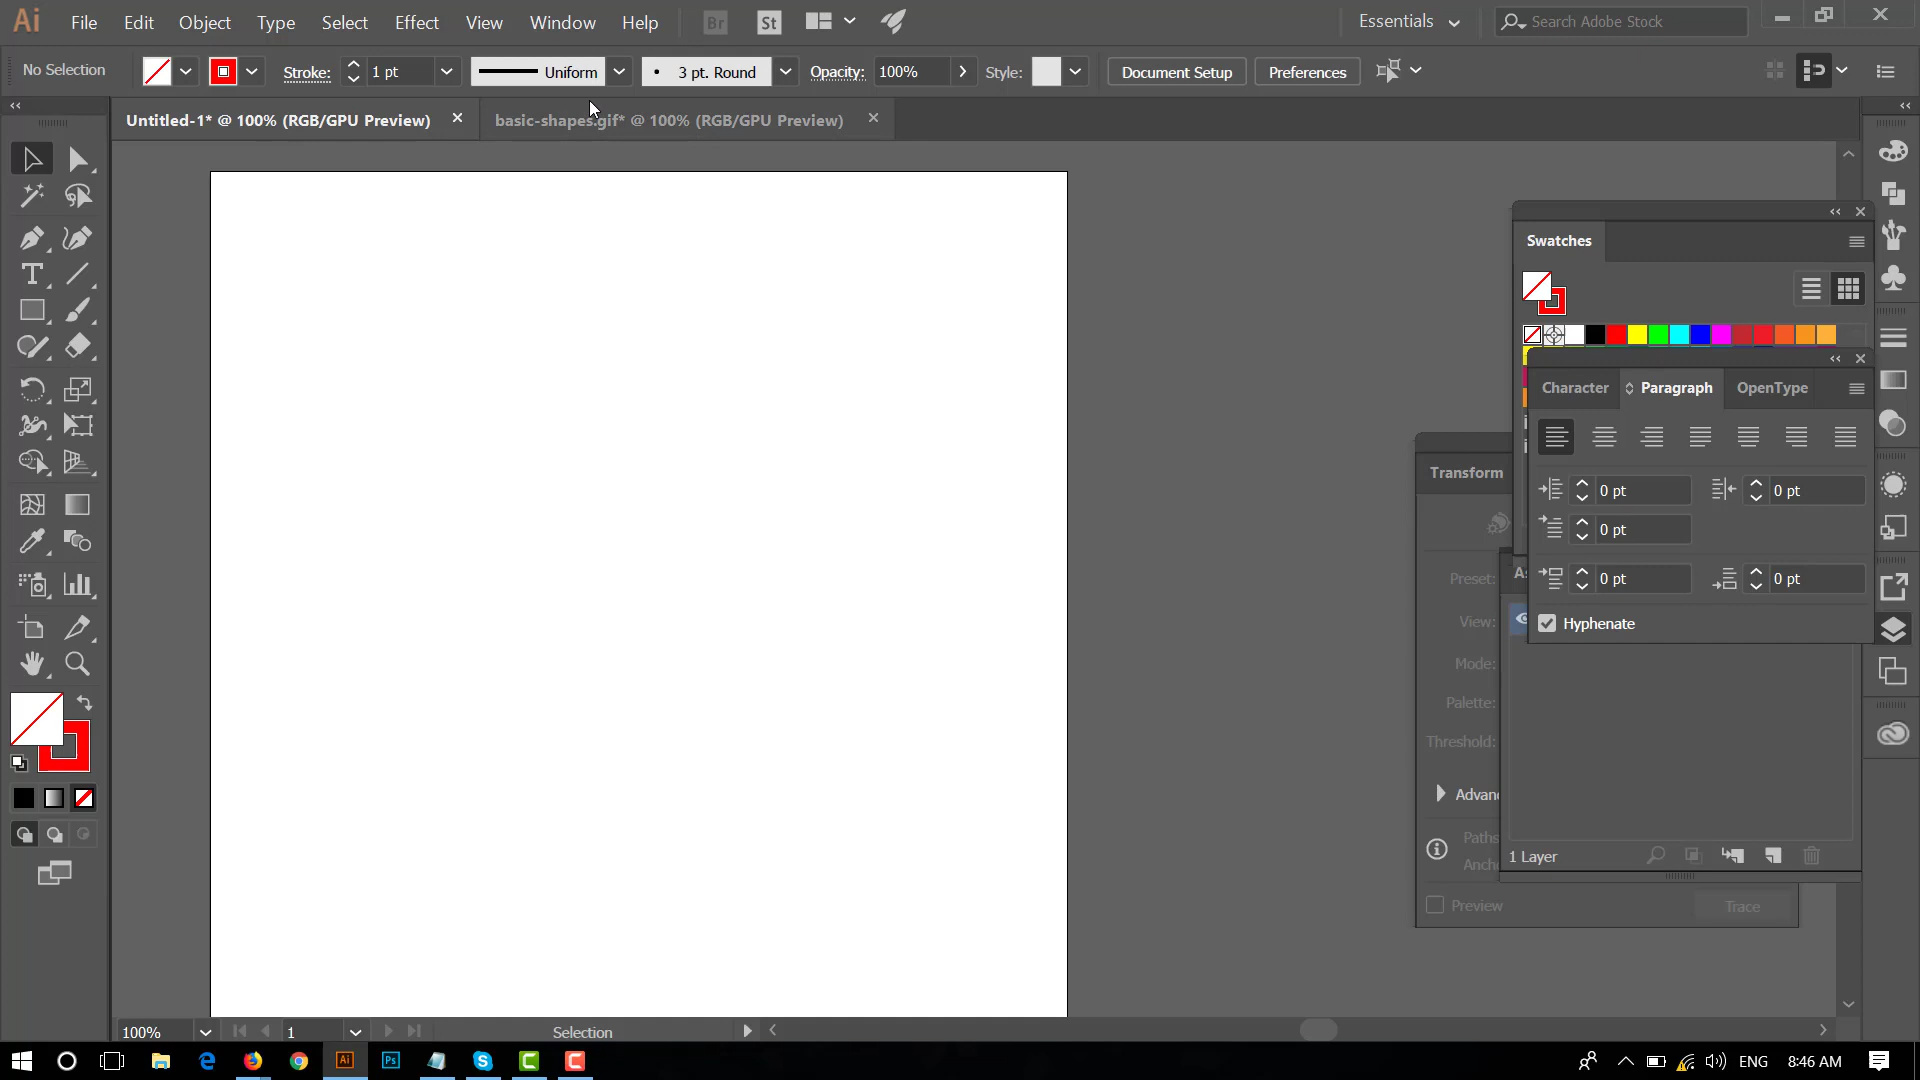 Ai File Edit Object Type Select Effect View Window Help Br St Essentials Search Adobe Stock
No Selection Stroke: 1 pt Uniform 3 pt. Round Opacity: 100% Style: Document Setup Preferences
Untitled-1* @ 100% (RGB/GPU Preview) basic-shapes.gif* @ 100% (RGB/GPU Preview)
Swatches
Character Paragraph OpenType
0 pt 0 pt
0 pt
0 pt 0 pt
Hyphenate
Transform
Preset:
View:
Mode:
Palette:
Threshold:
Advan
Paths
Ancho
Preview Trace
1 Layer
100% 1 Selection
Ai Ps ENG 8:46 AM